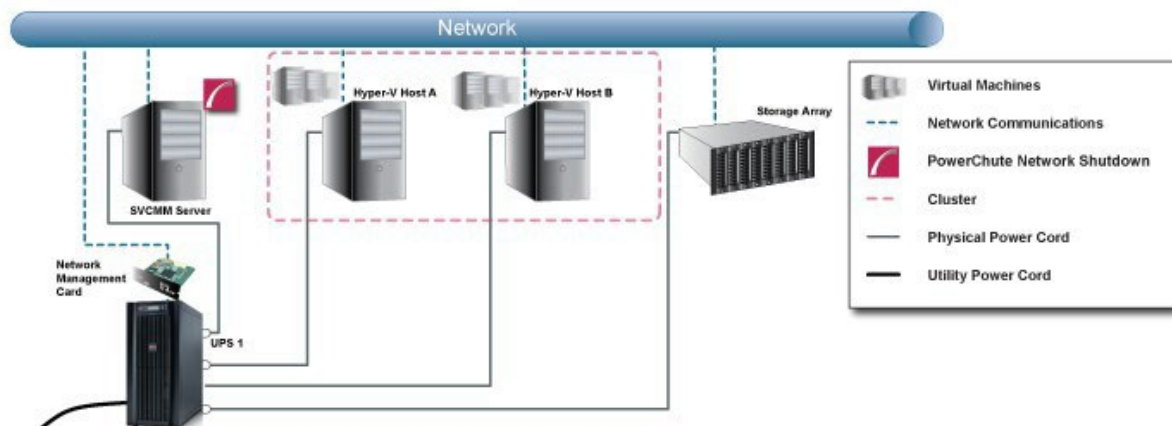 Network
Hyper-V Host A
Hyper-V Host B
Storage Array
SVCMM Server
Network
Management
Card
UPS 1
Virtual Machines
Network Communications
PowerChute Network Shutdown
Cluster
Physical Power Cord
Utility Power Cord